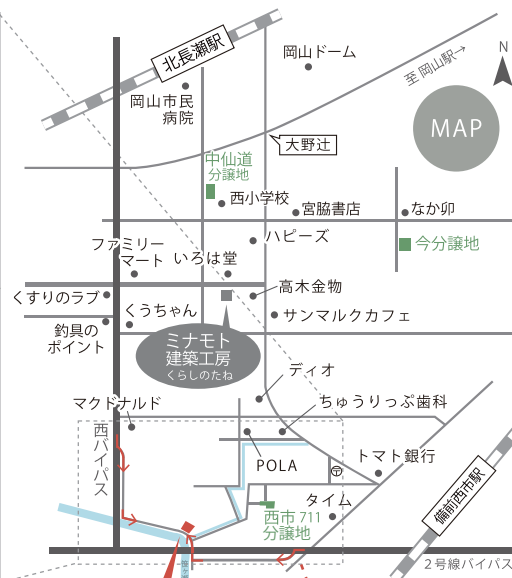 北長瀬駅
岡山ドーム
至 岡山駅→
N
岡山市民
病院
MAP
大野辻
中仙道
分譲地
西小学校
宮脇書店
なか卯
ハピーズ
今分譲地
ファミリー
マート
いろは堂
高木金物
くすりのラブ
くうちゃん
サンマルクカフェ
釣具の
ポイント
ミナモト
建築工房
くらしのたね
ディオ
マクドナルド
ちゅうりっぷ歯科
西バイパス
POLA
〶
トマト銀行
備前西市駅
タイム
西市 711
分譲地
2号線バイパス